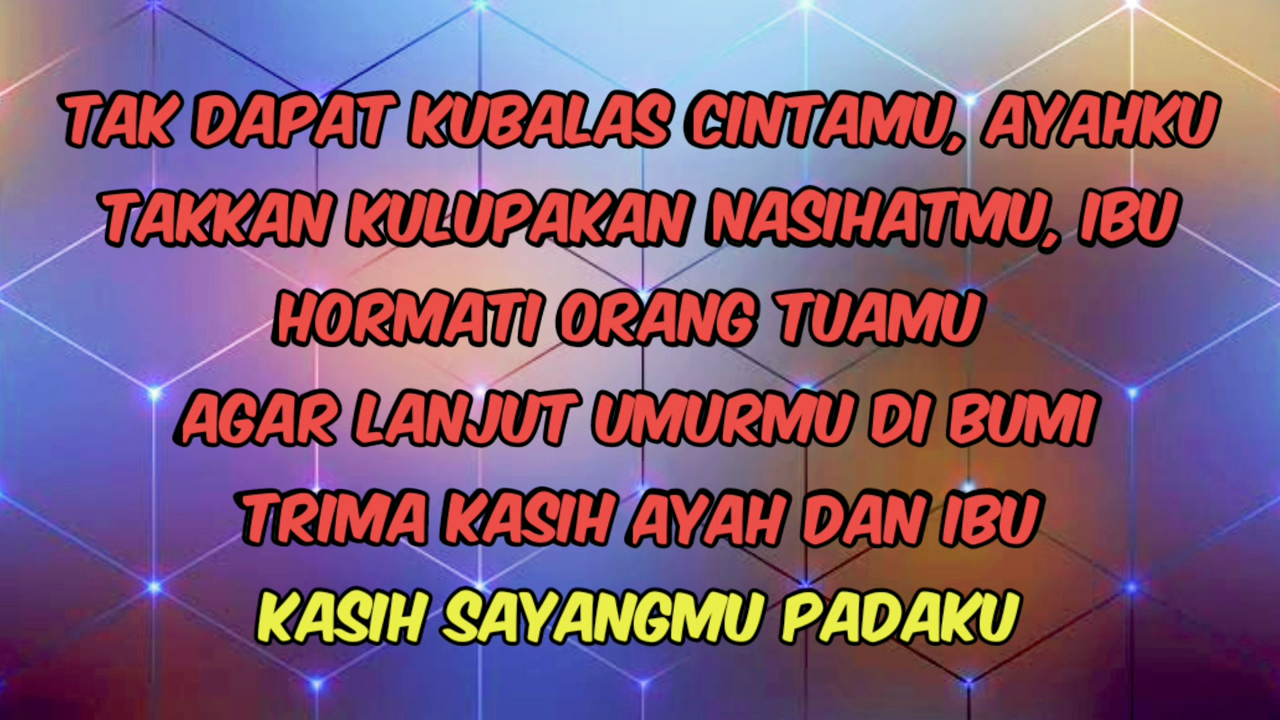 TAK DAPAT KUBALAS CINTAMU, AYAHKU
TAKKAN KULUPAKAN NASIHATMU, IBU
HORMATI ORANG TUAMU
AGAR LANJUT UMURMU DI BUMI
TRIMA KASIH AYAH DAN IBU
KASIH SAYANGMU PADAKU